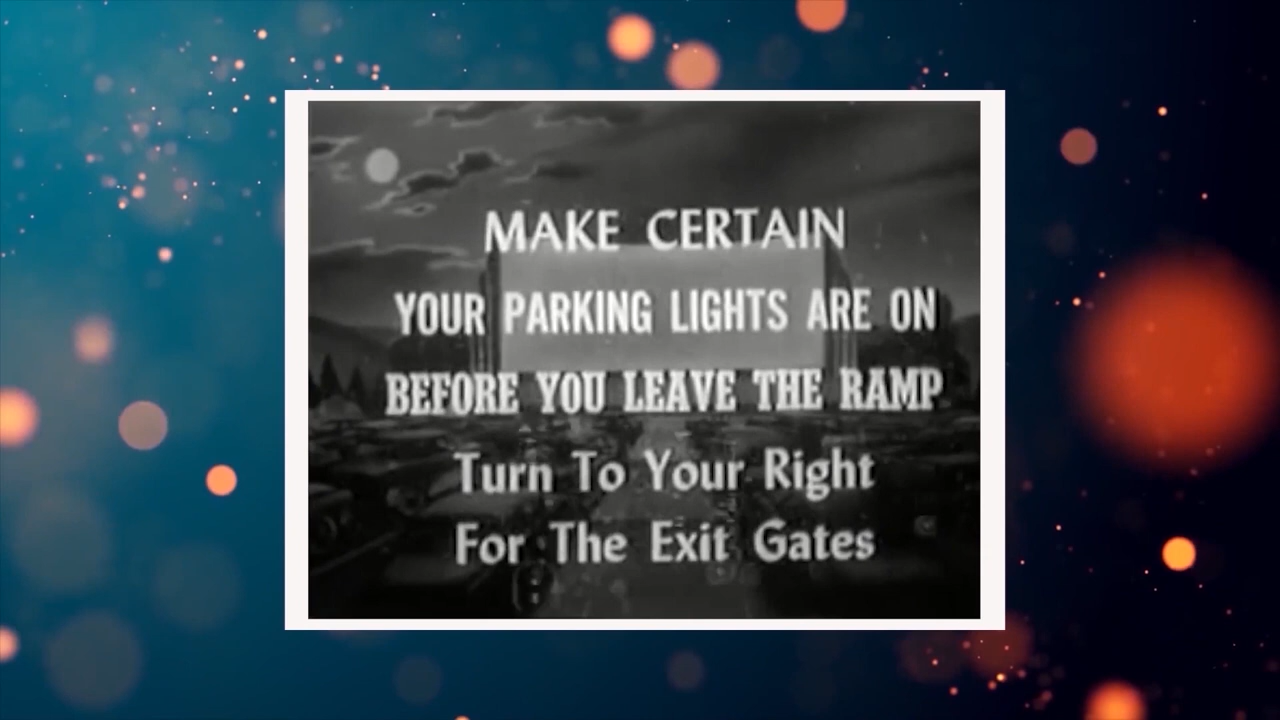 MAKE CERTAIN
YOUR PARKING LIGHTS ARE ON
BEFORE YOU LEAVE THE RAMP
Turn To Your Right
For The Exit Gates